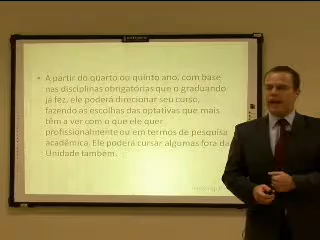 • A partir do quarto ou quinto ano, com base
nas disciplinas obrigatórias que o graduando
já fez, ele poderá direcionar seu curso,
fazendo as escolhas das optativas que mais
têm a ver com o que ele quer
profissionalmente ou em termos de pesquisa
acadêmica. Ele poderá cursar algumas fora da
Unidade também.